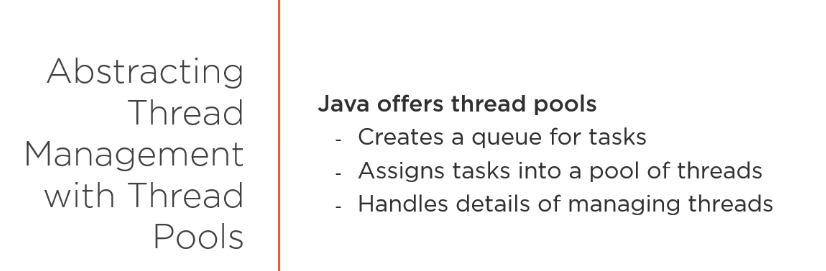 Abstracting
Thread
Management
with Thread
Pools
Java offers thread pools
- Creates a queue for tasks
- Assigns tasks into a pool of threads
- Handles details of managing threads